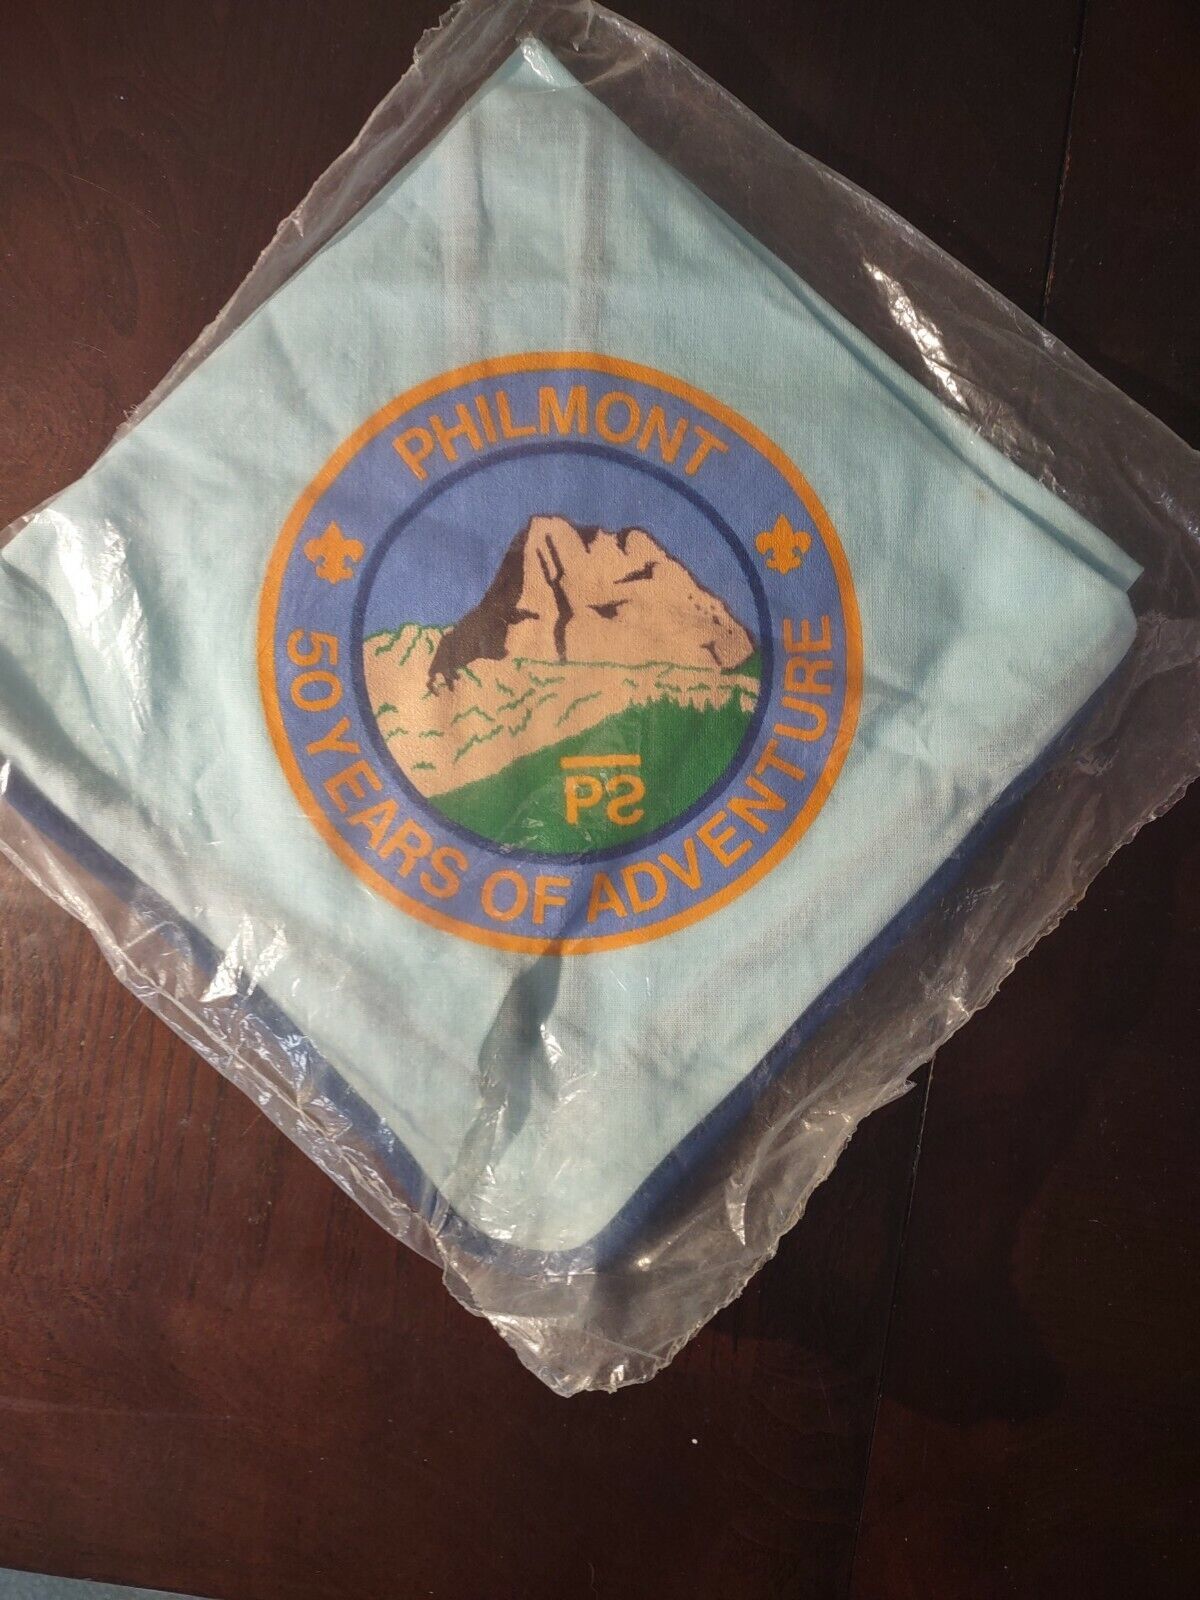 PHILMONT
PS
50 YEARS OF ADVENTURE